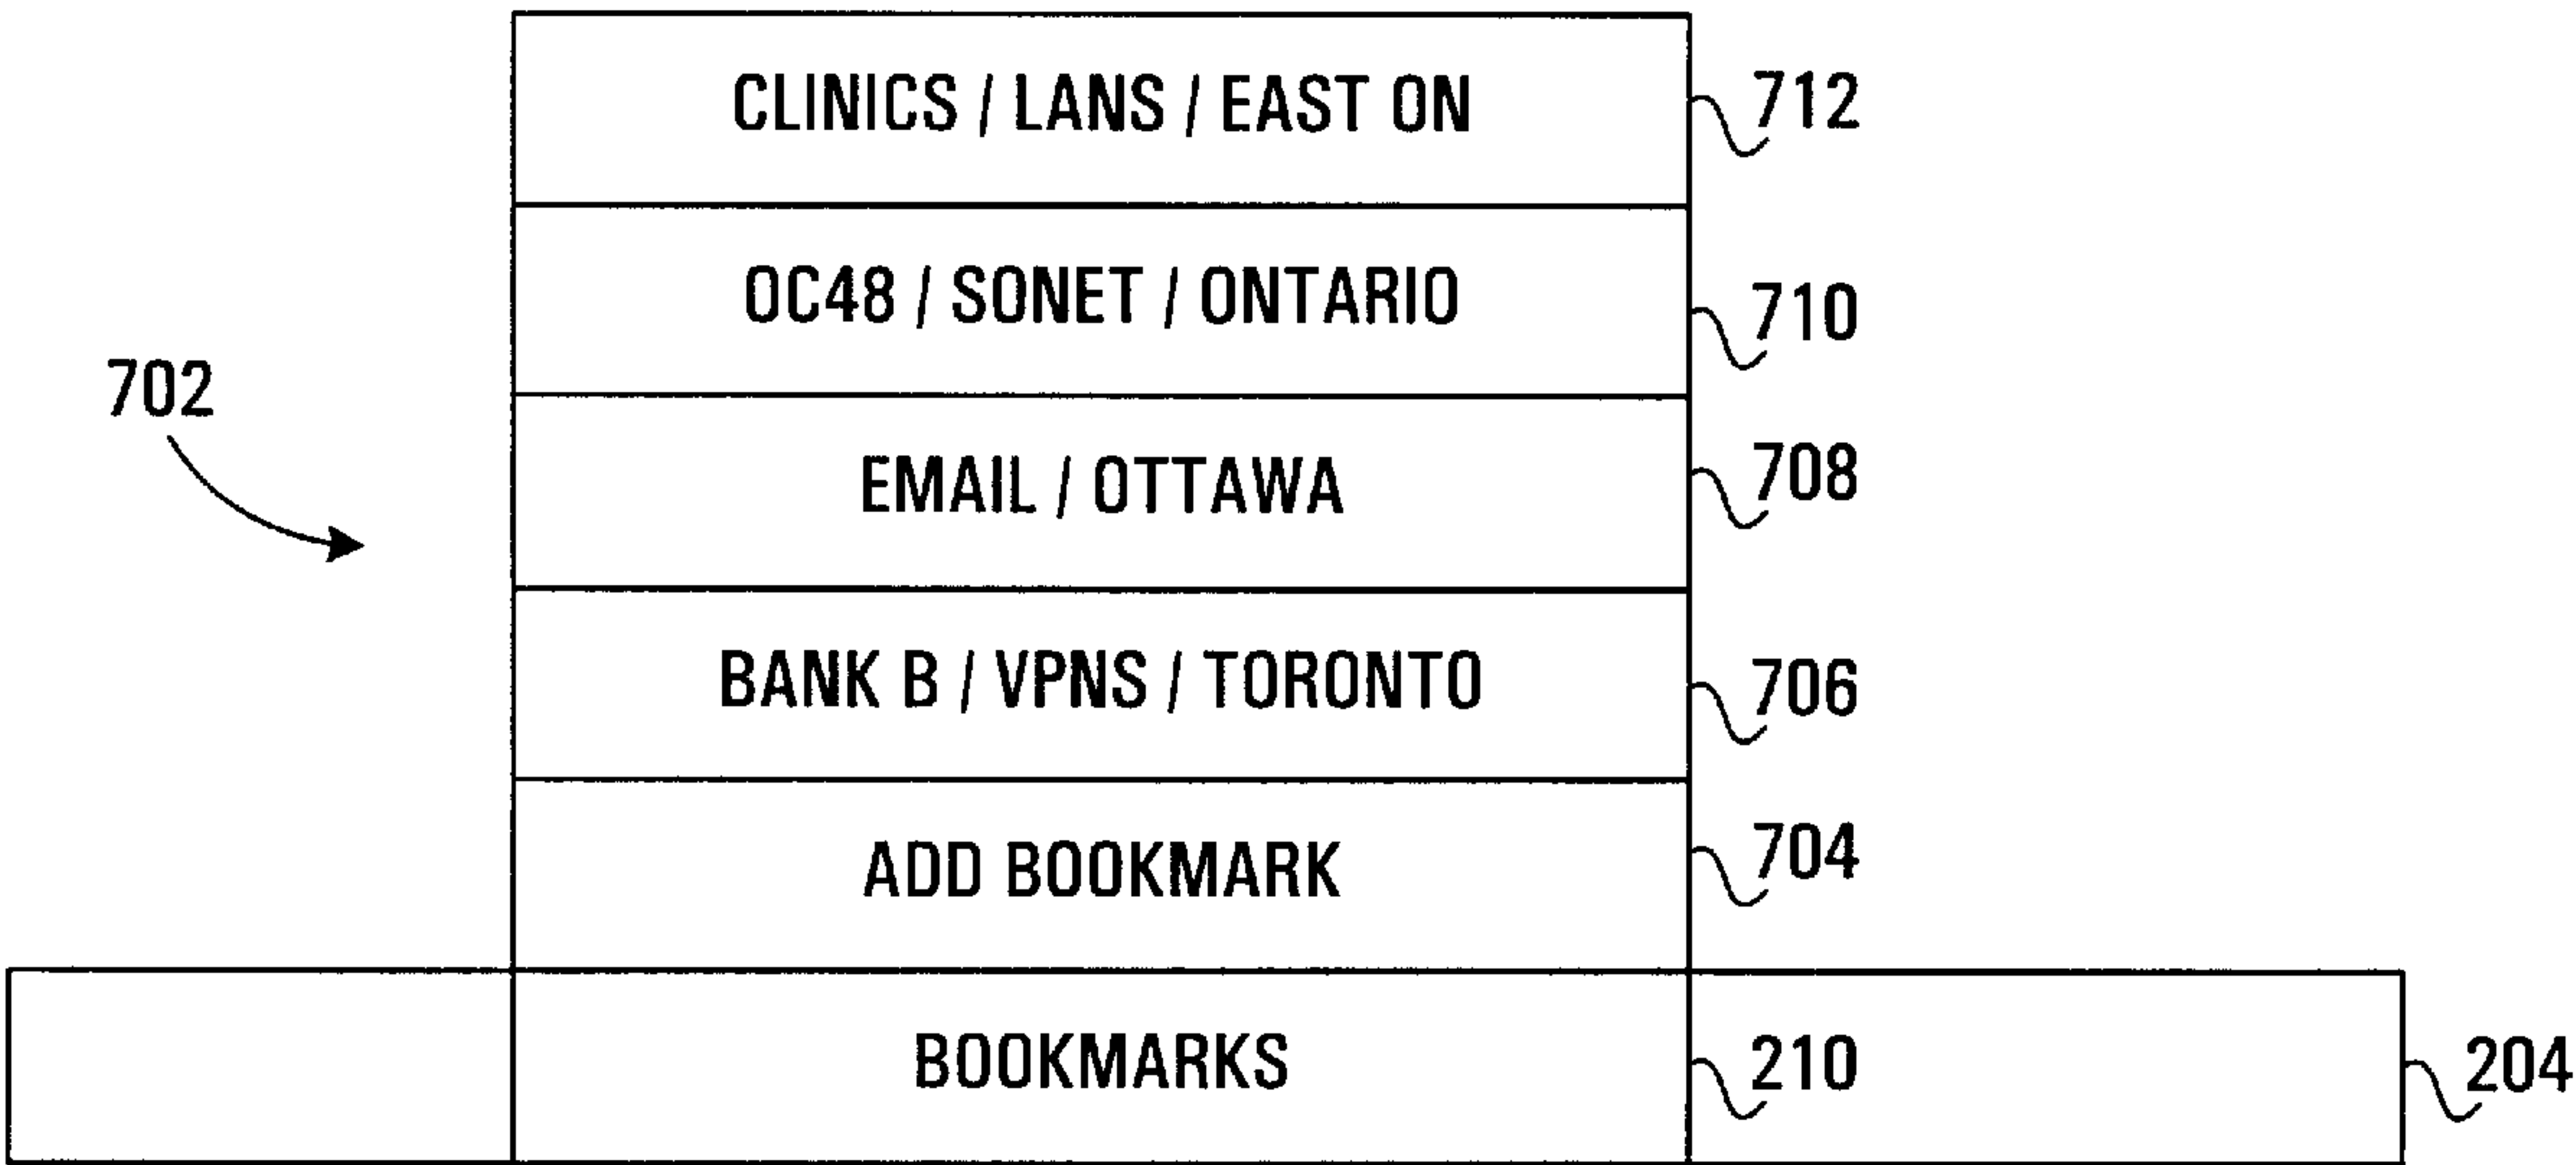 CLINICS / LANS / EAST ON 712
OC48 / SONET / ONTARIO 710
702
EMAIL / OTTAWA 708
BANK B / VPNS / TORONTO 706
ADD BOOKMARK 704
BOOKMARKS 210 204